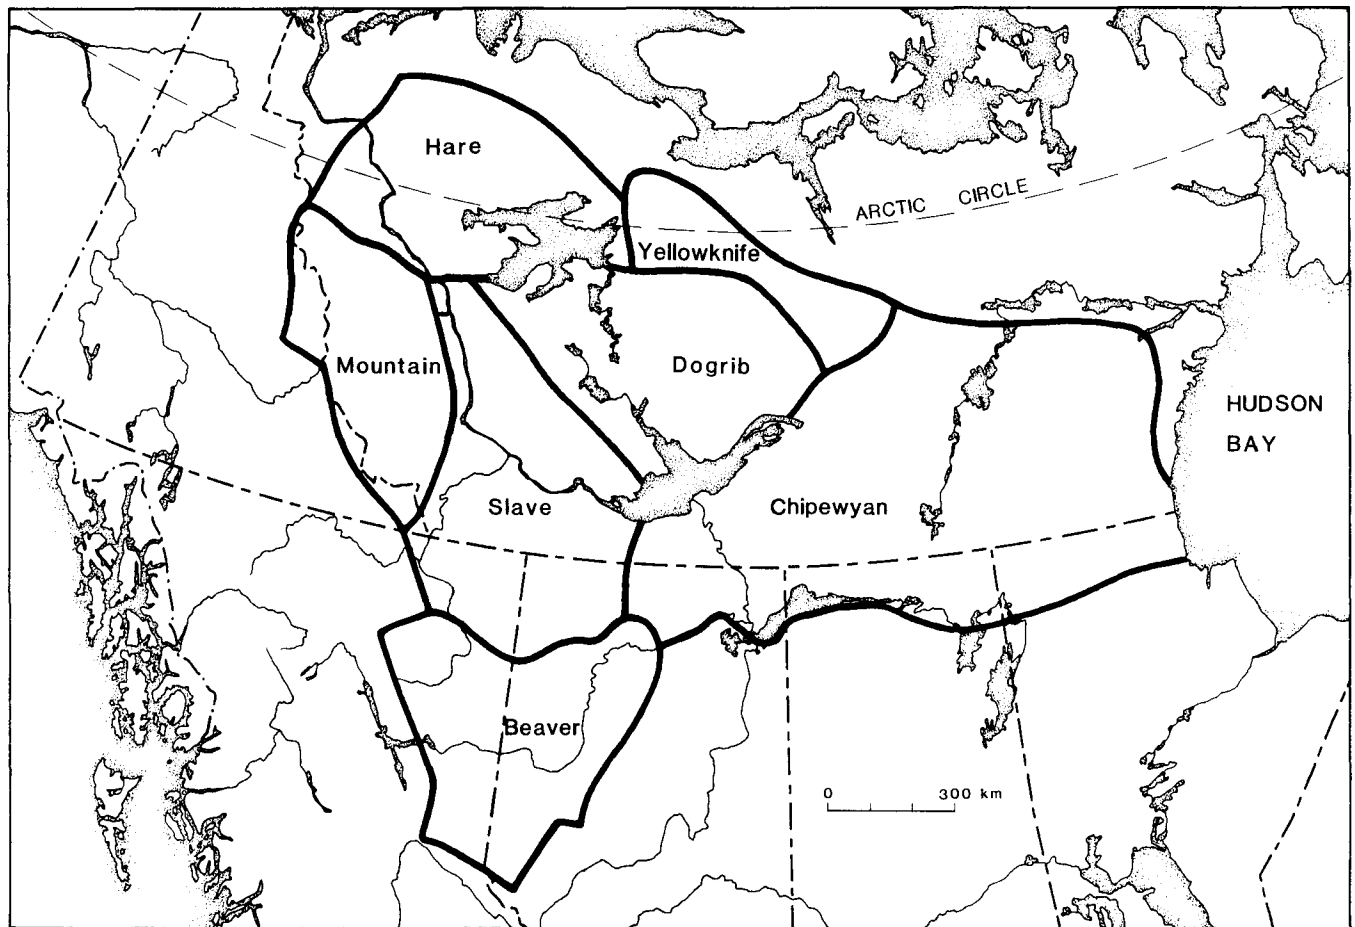 Hare
ARCTIC CIRCLE
Yellowknife
Mountain
Dogrib
HUDSON
BAY
Slave
Chipewyan
Beaver
0 300 km